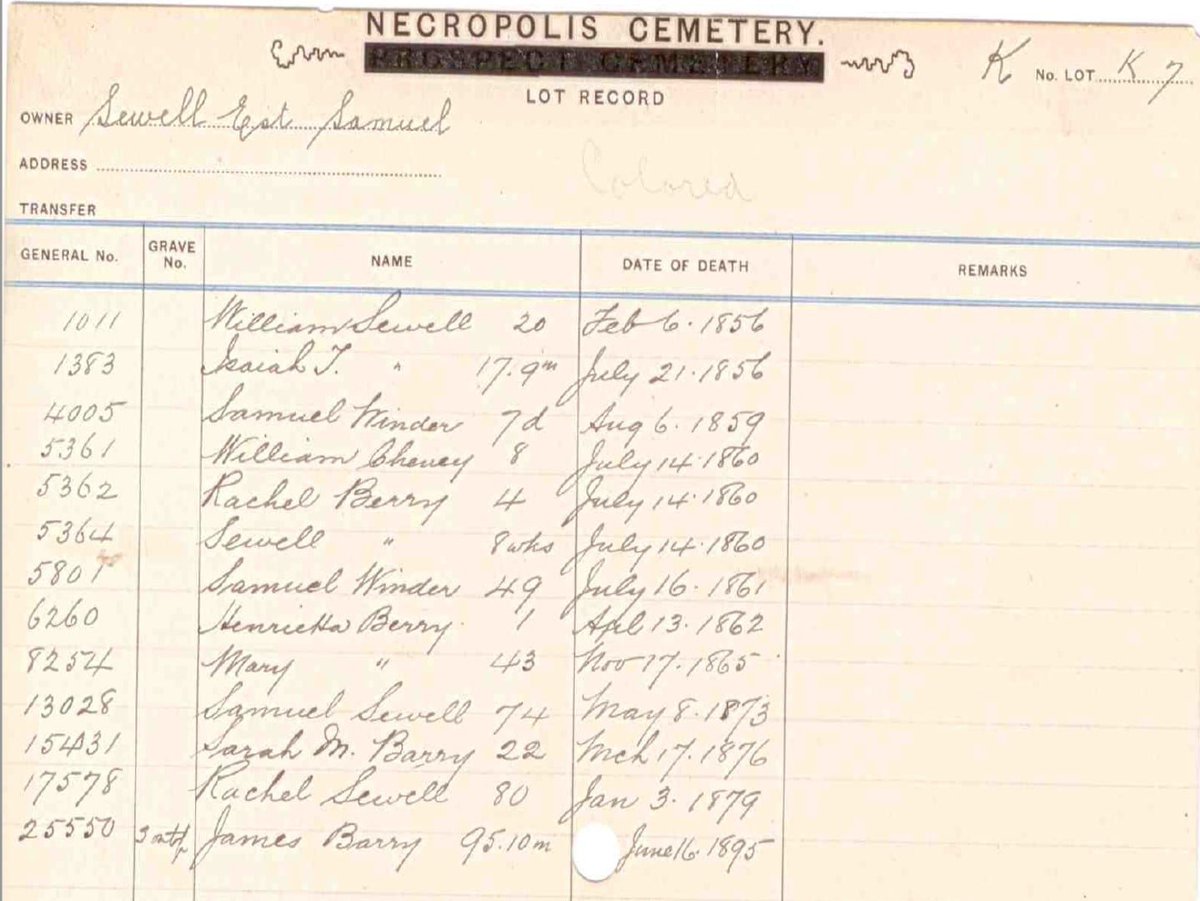 NECROPOLIS CEMETERY.
PROSPECT CEMETERY
K No. LOT K 7
LOT RECORD
OWNER Sewell Est Samuel
ADDRESS
Colored
TRANSFER
GENERAL No. GRAVE No. NAME DATE OF DEATH REMARKS
1011 William Sewell 20 Feb 6. 1856
1383 Isaiah T. " 17.9m July 21. 1856
4005 Samuel Winder 7d Aug 6. 1859
5361 William Cheney 8 July 14. 1860
5362 Rachel Berry 4 July 14. 1860
5364 Sewell " 8 wks July 14. 1860
5801 Samuel Winder 49 July 16. 1861
6260 Henrietta Berry 1 Apl 13. 1862
8254 Mary " 43 Nov 17. 1865
13028 Samuel Sewell 74 May 8. 1873
15431 Sarah M. Barry 22 Mch 17. 1876
17578 Rachel Sewell 80 Jan 3. 1879
25550 James Barry 95.10m June 16. 1895